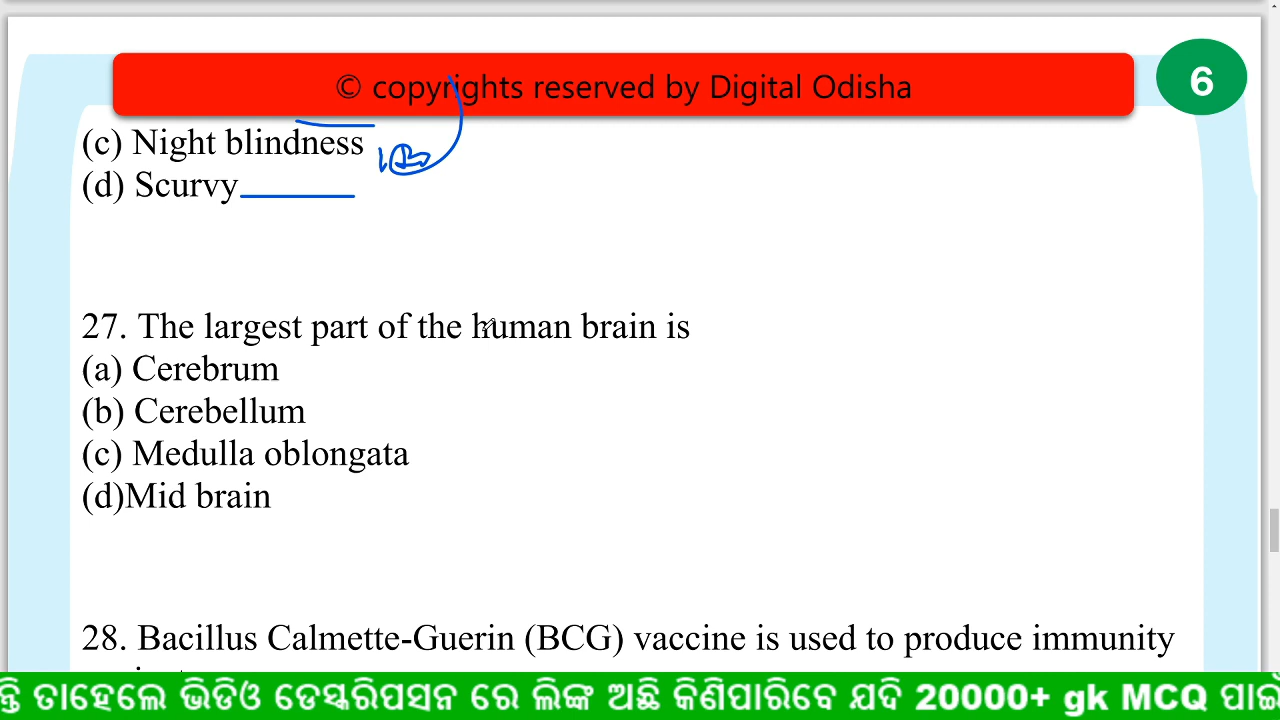 © copyrights reserved by Digital Odisha
6
(c) Night blindness
(d) Scurvy
27. The largest part of the human brain is
(a) Cerebrum
(b) Cerebellum
(c) Medulla oblongata
(d)Mid brain
28. Bacillus Calmette-Guerin (BCG) vaccine is used to produce immunity
ତାହେଲେ ଭିଡିଓ ଡେସ୍କରିପସନ ରେ ଲିଙ୍କ ଅଛି କିଣିପାରିବେ ଯଦି 20000+ gk MCQ